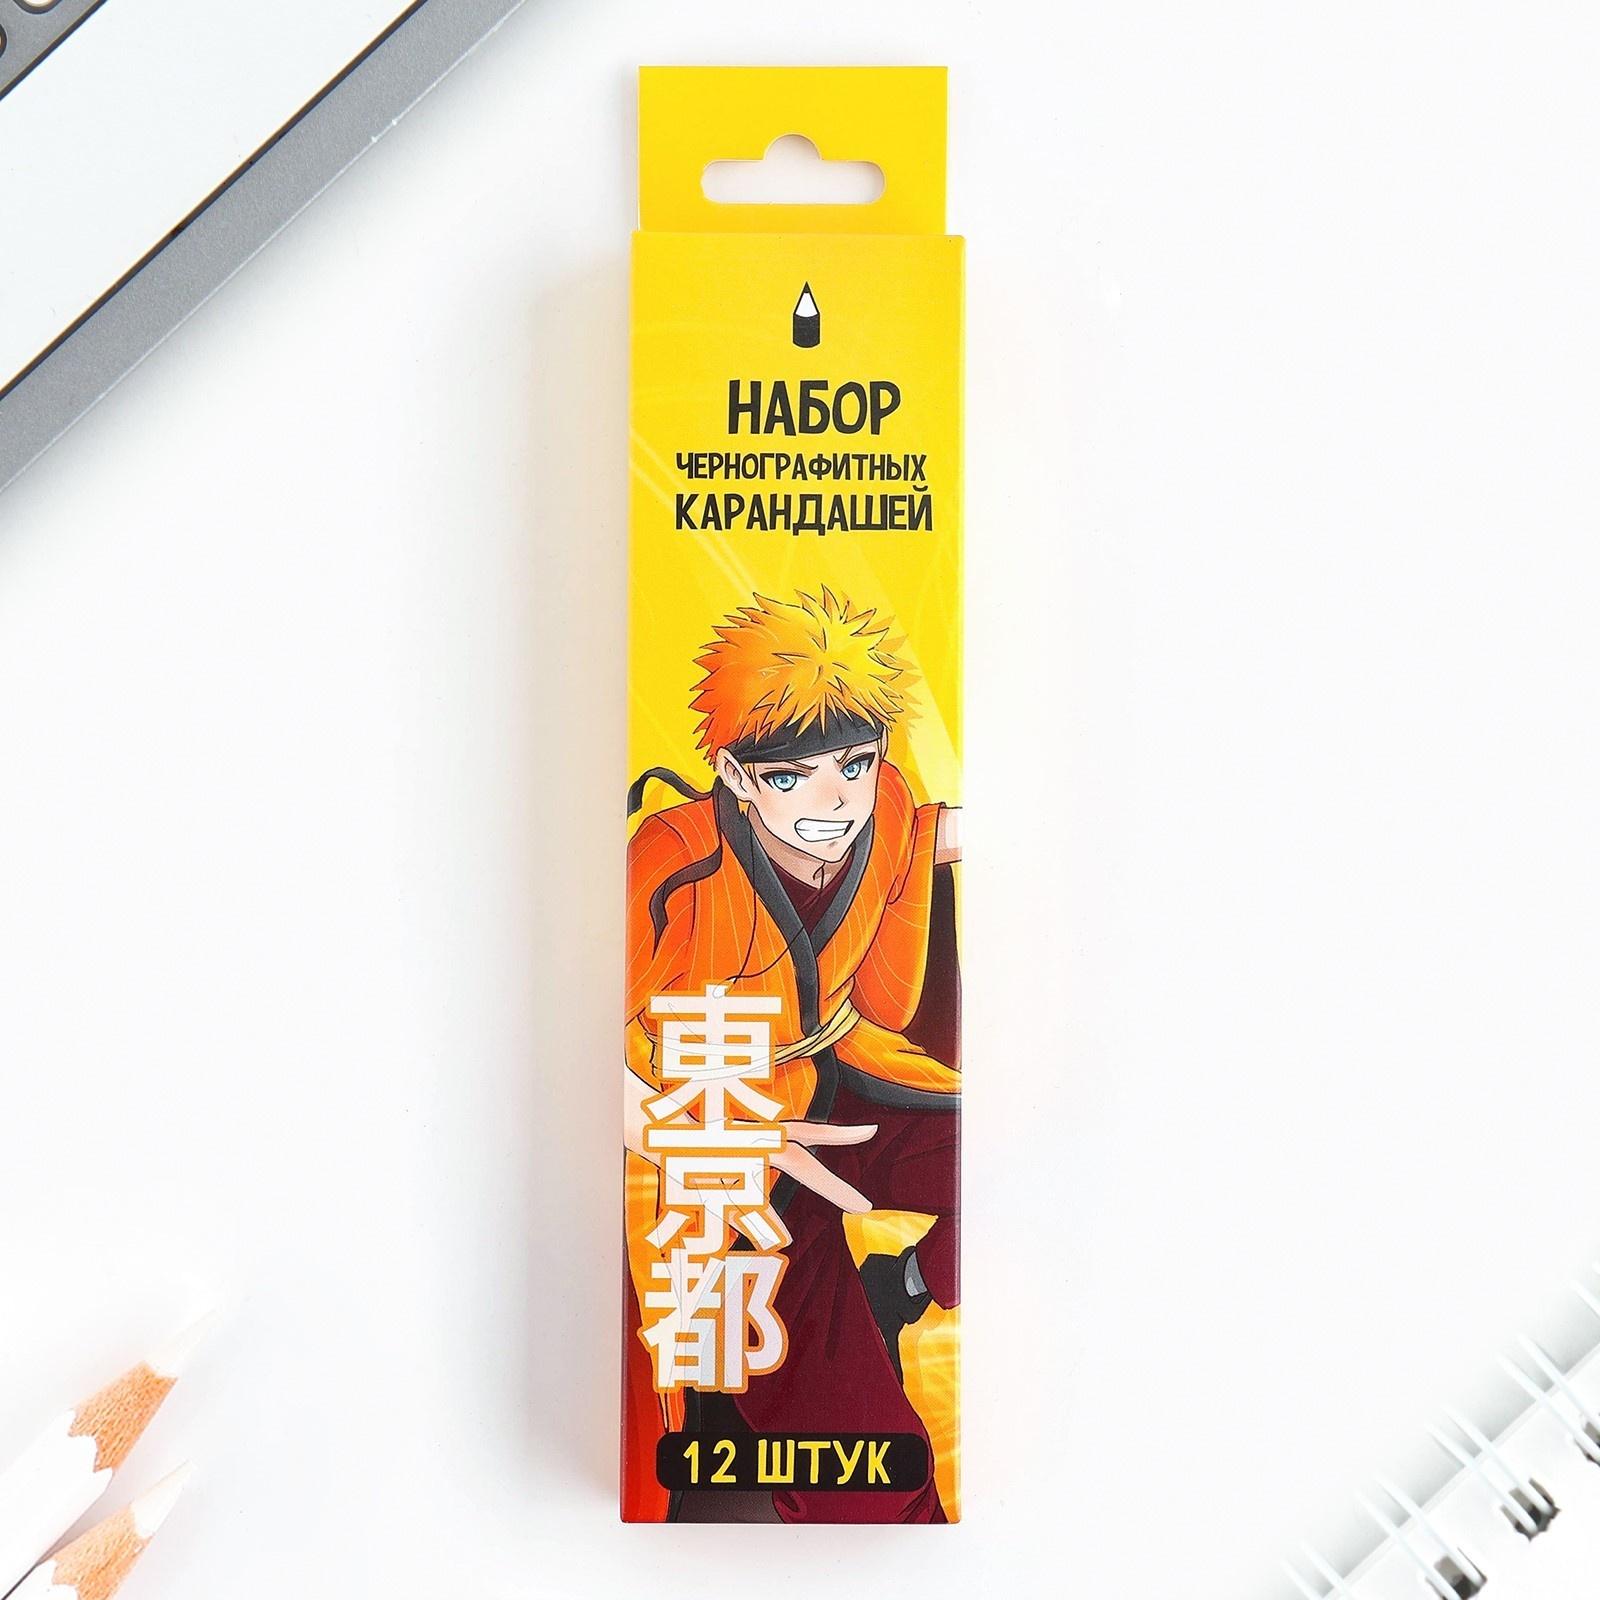 НАБОР
ЧЕРНОГРАФИТНЫХ
КАРАНДАШЕЙ
東京都
12 ШТУК